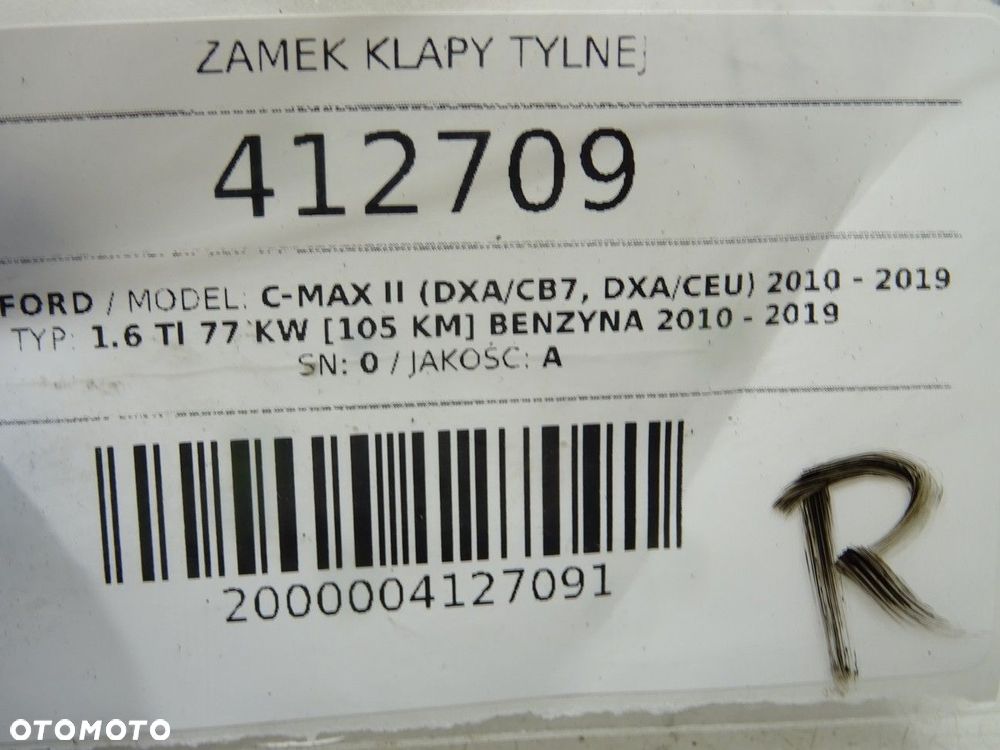 ZAMEK KLAPY TYLNEJ
412709
FORD / MODEL: C-MAX II (DXA/CB7, DXA/CEU) 2010 - 2019
TYP: 1.6 TI 77 KW [105 KM] BENZYNA 2010 - 2019
SN: 0 / JAKOŚĆ: A
2000004127091
R
OTOMOTO